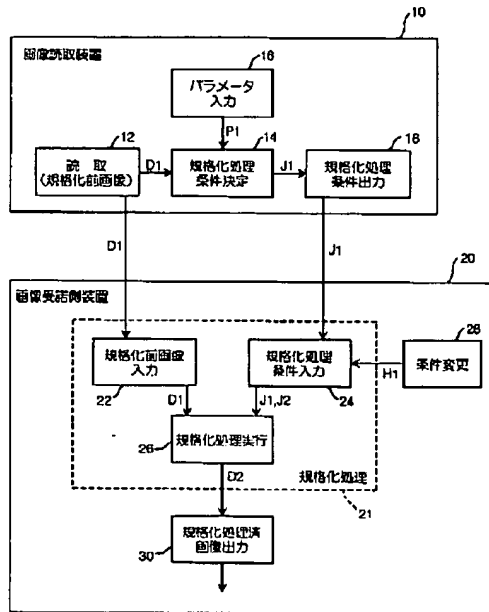 10
画像読取装置
16
パラメータ
入力
12
P1
14
18
読取
(規格化前画像)
D1
規格化処理
条件決定
J1
規格化処理
条件出力
D1
J1
20
画像受諾側装置
28
規格化前画像
入力
規格化処理
条件入力
条件変更
H1
22
24
D1
J1,J2
26
規格化処理実行
D2
規格化処理
21
規格化処理済
画像出力
30